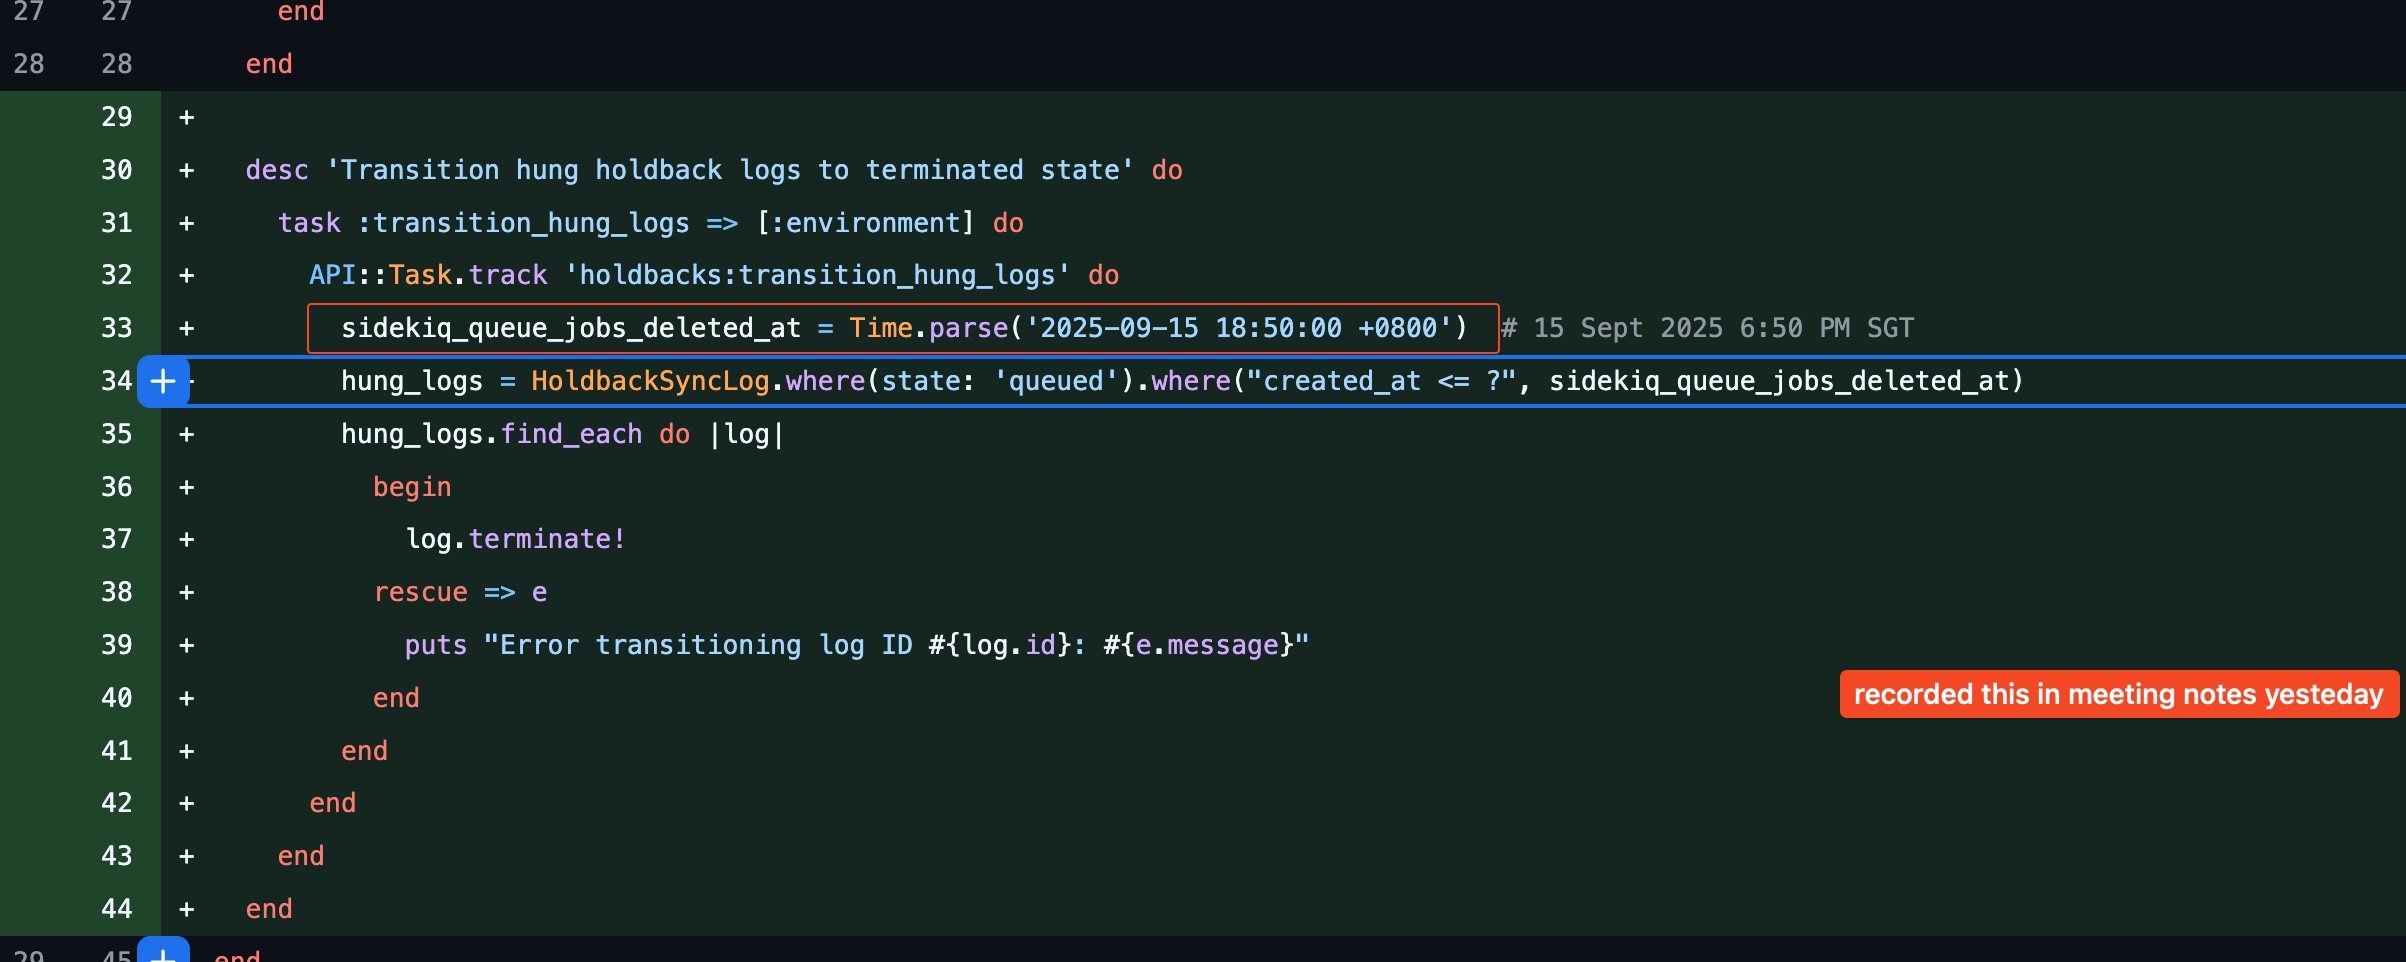 27 27 end
28 28 end
29 +
30 + desc 'Transition hung holdback logs to terminated state' do
31 + task :transition_hung_logs => [:environment] do
32 + API::Task.track 'holdbacks:transition_hung_logs' do
33 + sidekiq_queue_jobs_deleted_at = Time.parse('2025-09-15 18:50:00 +0800') # 15 Sept 2025 6:50 PM SGT
34 + hung_logs = HoldbackSyncLog.where(state: 'queued').where("created_at <= ?", sidekiq_queue_jobs_deleted_at)
35 + hung_logs.find_each do |log|
36 + begin
37 + log.terminate!
38 + rescue => e
39 + puts "Error transitioning log ID #{log.id}: #{e.message}"
recorded this in meeting notes yesteday
40 + end
41 + end
42 + end
43 + end
44 + end
29 45 + end